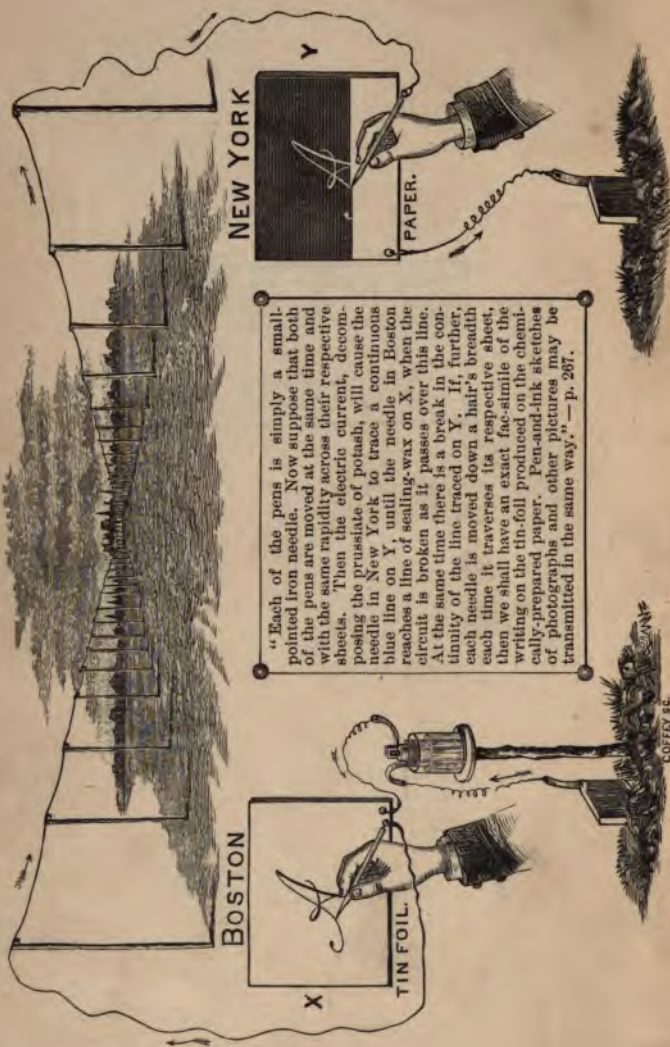 BOSTON
X
TIN FOIL.
"Each of the pens is simply a small-
pointed iron needle. Now suppose that both
of the pens are moved at the same time and
with the same rapidity across their respective
sheets. Then the electric current, decom-
posing the prussiate of potash, will cause the
needle in New York to trace a continuous
blue line on Y, until the needle in Boston
reaches a line of sealing-wax on X, when the
circuit is broken as it passes over this line.
At the same time there is a break in the con-
tinuity of the line traced on Y. If, further,
each needle is moved down a hair's breadth
each time it traverses its respective sheet,
then we shall have an exact fac-simile of the
writing on the tin-foil produced on the chemi-
cally-prepared paper. Pen-and-ink sketches
of photographs and other pictures may be
transmitted in the same way."—p. 267.
NEW YORK
Y
PAPER.
COFFEY SC.